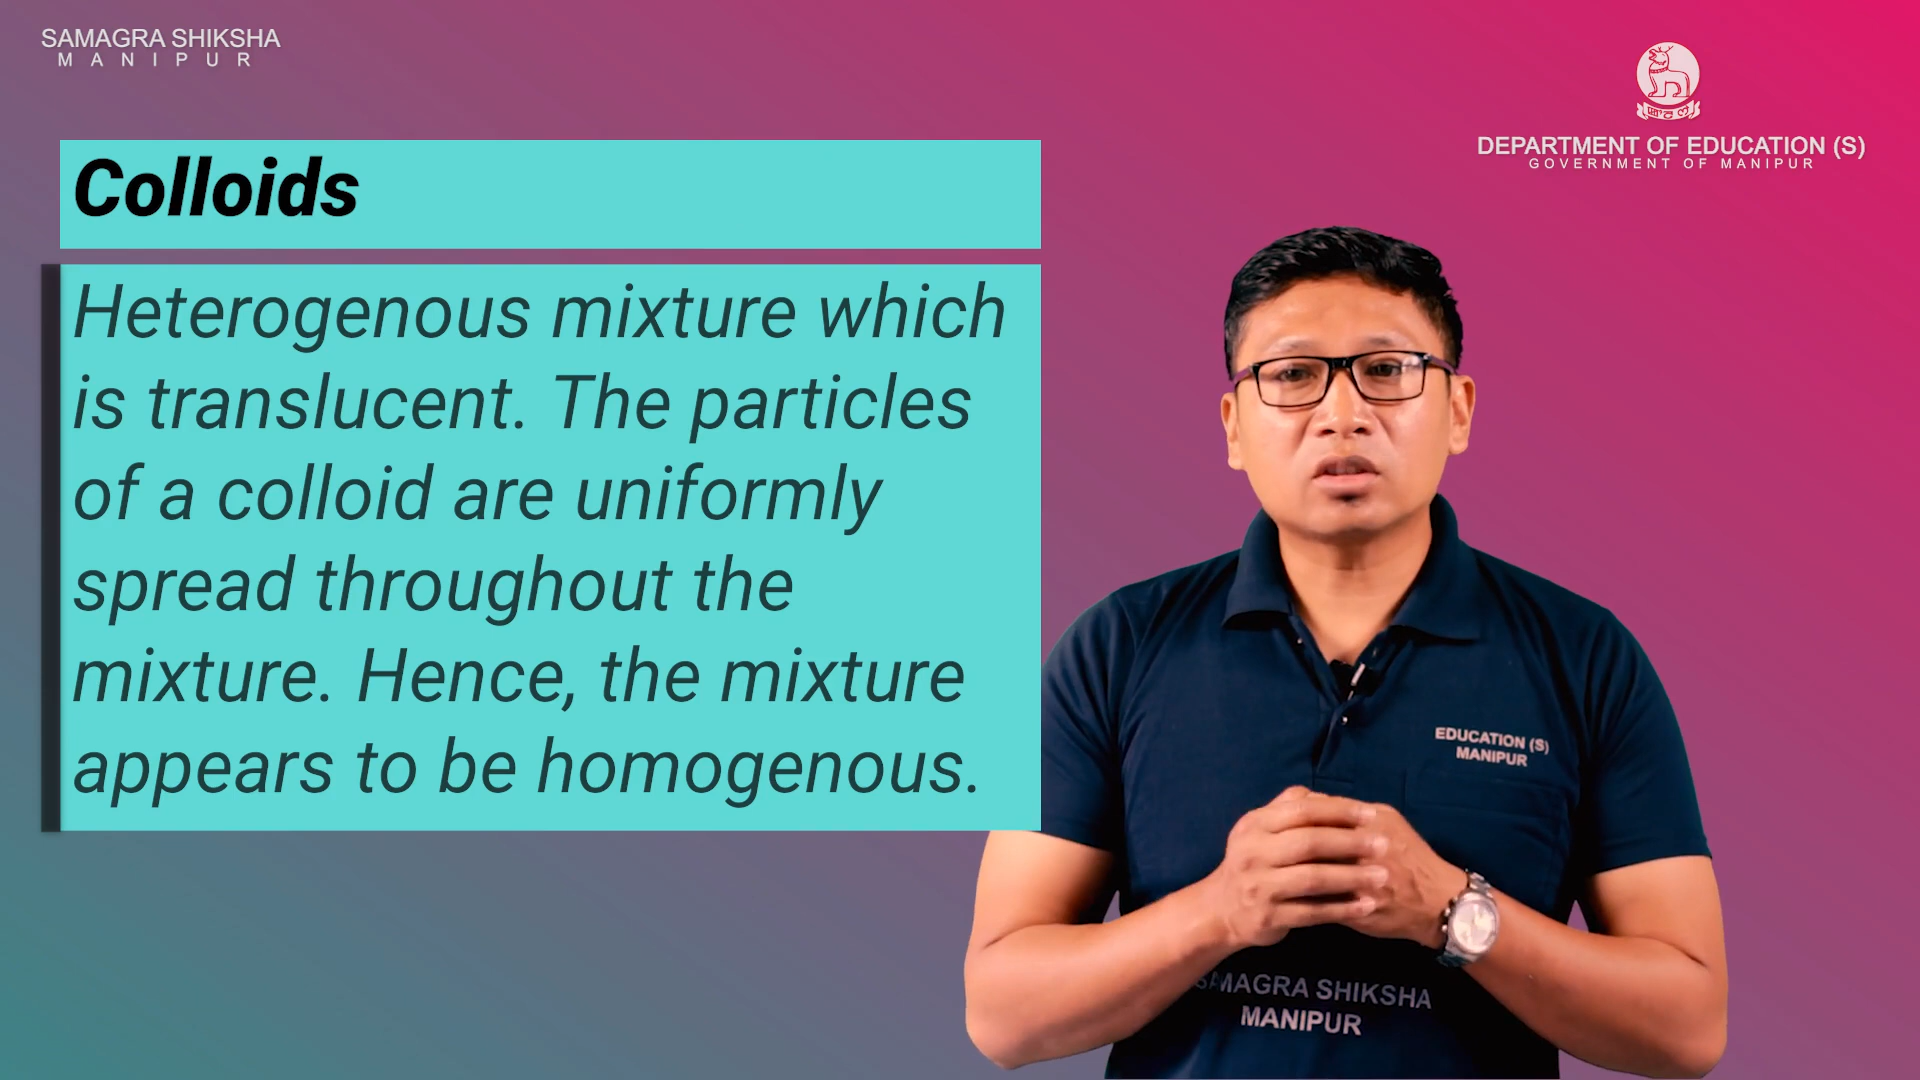 SAMAGRA SHIKSHA
MANIPUR
DEPARTMENT OF EDUCATION (S)
GOVERNMENT OF MANIPUR
Colloids
Heterogenous mixture which
is translucent. The particles
of a colloid are uniformly
spread throughout the
mixture. Hence, the mixture
appears to be homogenous.
EDUCATION (S)
MANIPUR
SAMAGRA SHIKSHA
MANIPUR